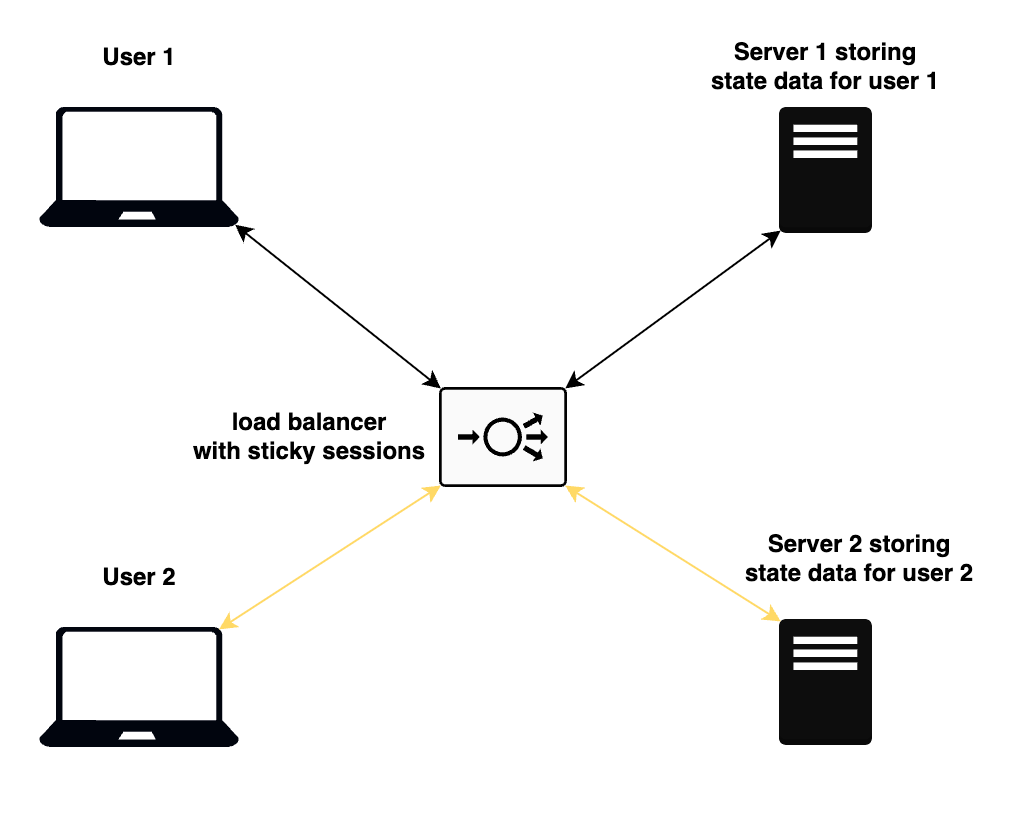 User 1
Server 1 storing
state data for user 1
load balancer
with sticky sessions
User 2
Server 2 storing
state data for user 2